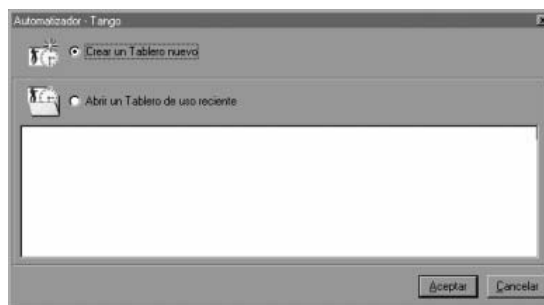 Automatizador - Tango
Crear un Tablero nuevo
Abrir un Tablero de uso reciente
Aceptar
Cancelar